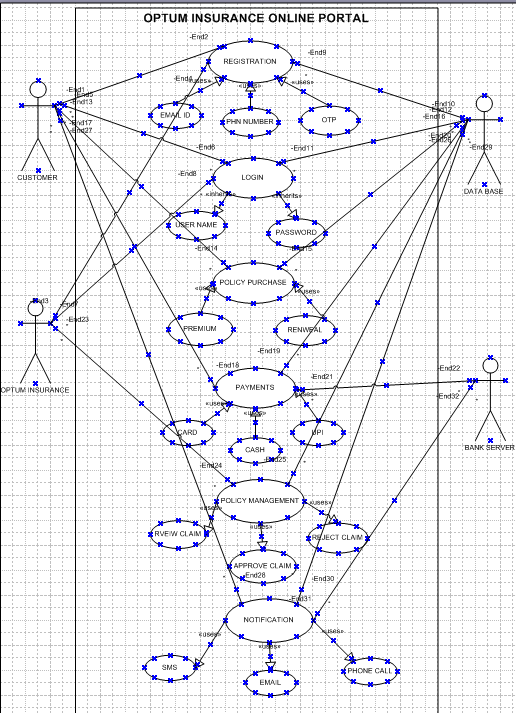 OPTUM INSURANCE ONLINE PORTAL
-End2
REGISTRATION
-End9
-End4
«uses»
«uses»
«uses»
-End1
-End5
-End13
EMAIL ID
PHN NUMBER
OTP
-End10
-End12
-End16
-End17
-End27
-End6
-End11
-End29
CUSTOMER
-End8
LOGIN
DATA BASE
«inherits»
«inherits»
USER NAME
PASSWORD
-End14
-End15
POLICY PURCHASE
«uses»
«uses»
-End3
-End7
-End23
PREMIUM
RENWEAL
-End19
-End18
-End21
-End22
OPTUM INSURANCE
PAYMENTS
-End32
«uses»
«uses»
«uses»
CARD
UPI
CASH
BANK SERVER
-End25
-End24
POLICY MANAGEMENT
«uses»
«uses»
«uses»
RVEIW CLAIM
REJECT CLAIM
APPROVE CLAIM
-End28
-End30
-End31
NOTIFICATION
«uses»
«uses»
«uses»
SMS
PHONE CALL
EMAIL